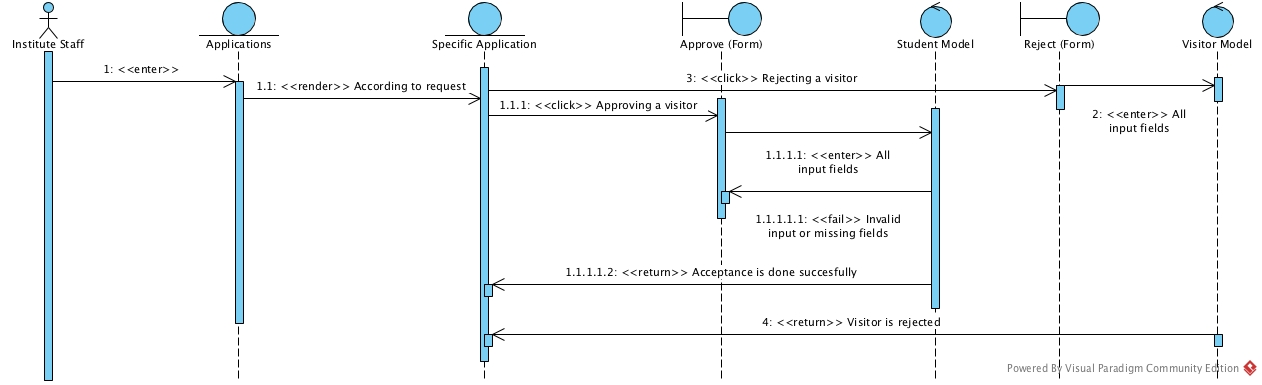 Institute Staff
Applications
Specific Application
Approve (Form)
Student Model
Reject (Form)
Visitor Model
1: <<enter>>
1.1: <<render>> According to request
3: <<click>> Rejecting a visitor
1.1.1: <<click>> Approving a visitor
2: <<enter>> All
input fields
1.1.1.1: <<enter>> All
input fields
1.1.1.1.1: <<fail>> Invalid
input or missing fields
1.1.1.1.2: <<return>> Acceptance is done succesfully
4: <<return>> Visitor is rejected
Powered By Visual Paradigm Community Edition